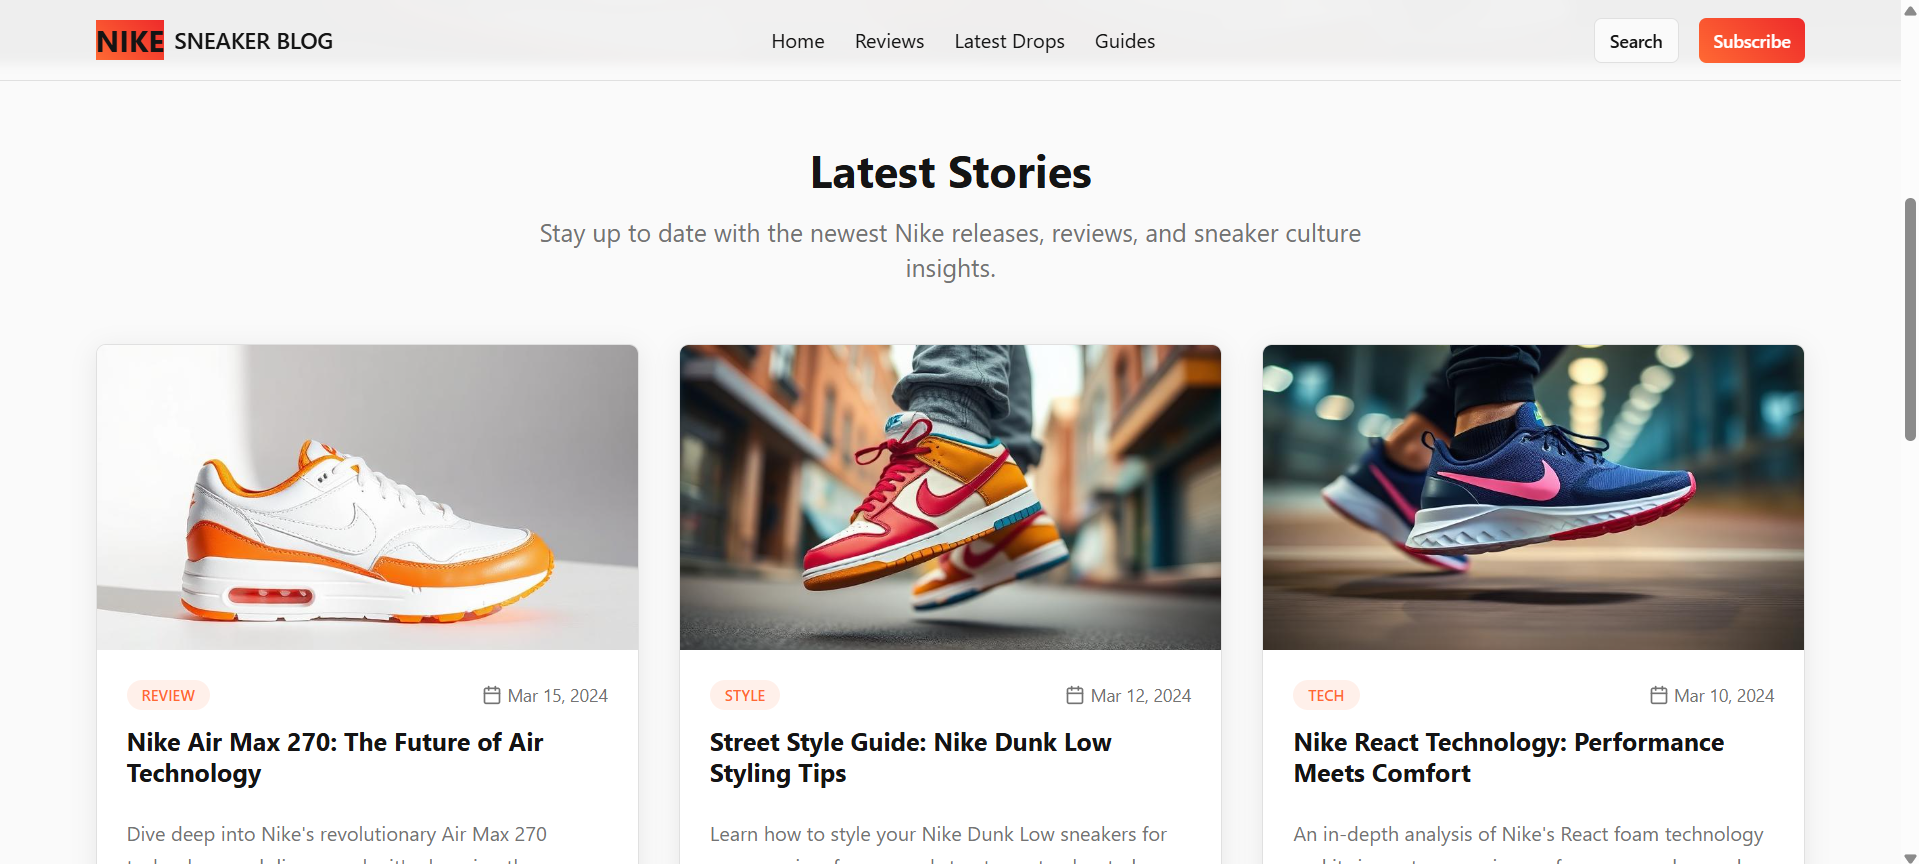 NIKE SNEAKER BLOG
Home Reviews Latest Drops Guides
Search Subscribe
Latest Stories
Stay up to date with the newest Nike releases, reviews, and sneaker culture
insights.
REVIEW Mar 15, 2024
Nike Air Max 270: The Future of Air
Technology
Dive deep into Nike's revolutionary Air Max 270
STYLE Mar 12, 2024
Street Style Guide: Nike Dunk Low
Styling Tips
Learn how to style your Nike Dunk Low sneakers for
TECH Mar 10, 2024
Nike React Technology: Performance
Meets Comfort
An in-depth analysis of Nike's React foam technology